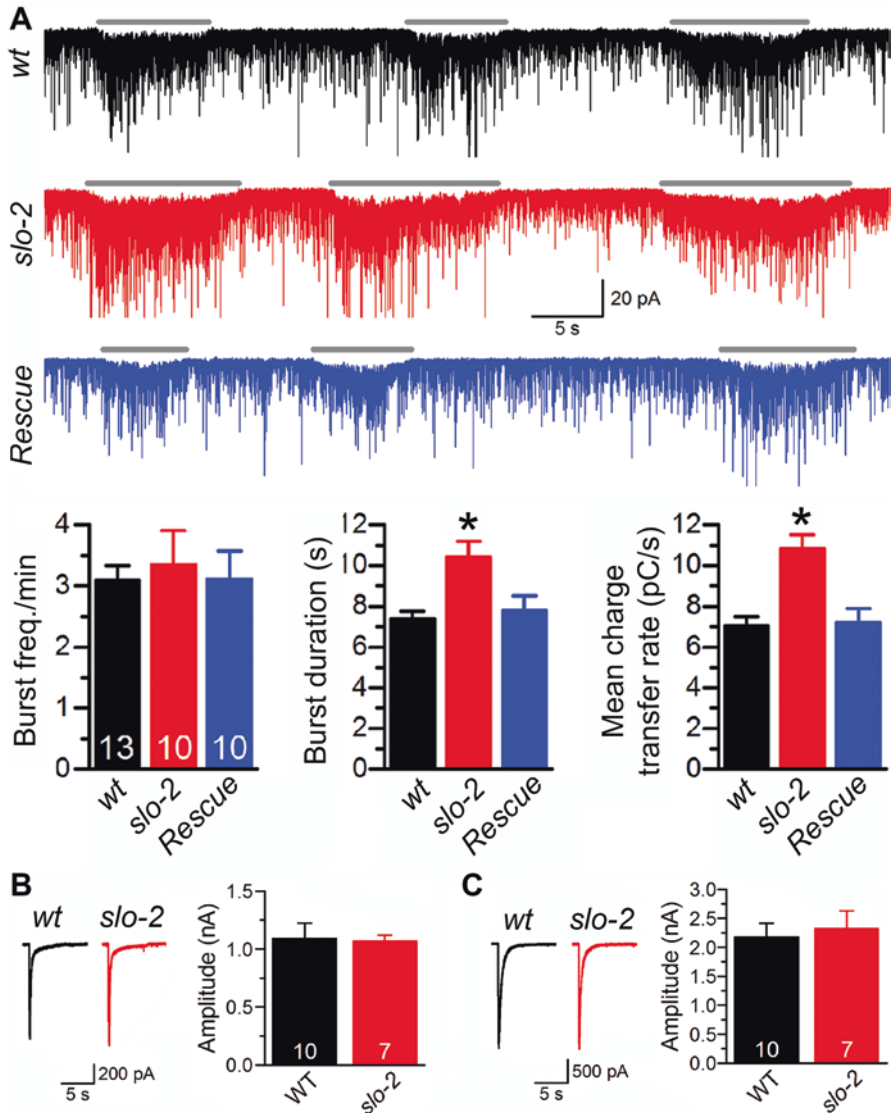 A
wt
slo-2
20 pA
5 s
Rescue
Burst freq./min
4
3
2
1
0
13
10
10
wt
slo-2
Rescue
Burst duration (s)
12
10
8
6
4
2
0
*
wt
slo-2
Rescue
Mean charge
transfer rate (pC/s)
12
10
8
6
4
2
0
*
wt
slo-2
Rescue
B
wt
slo-2
200 pA
5 s
Amplitude (nA)
1.5
1.0
0.5
0.0
10
7
WT
slo-2
C
wt
slo-2
500 pA
5 s
Amplitude (nA)
3.0
2.5
2.0
1.5
1.0
0.5
0.0
10
7
WT
slo-2